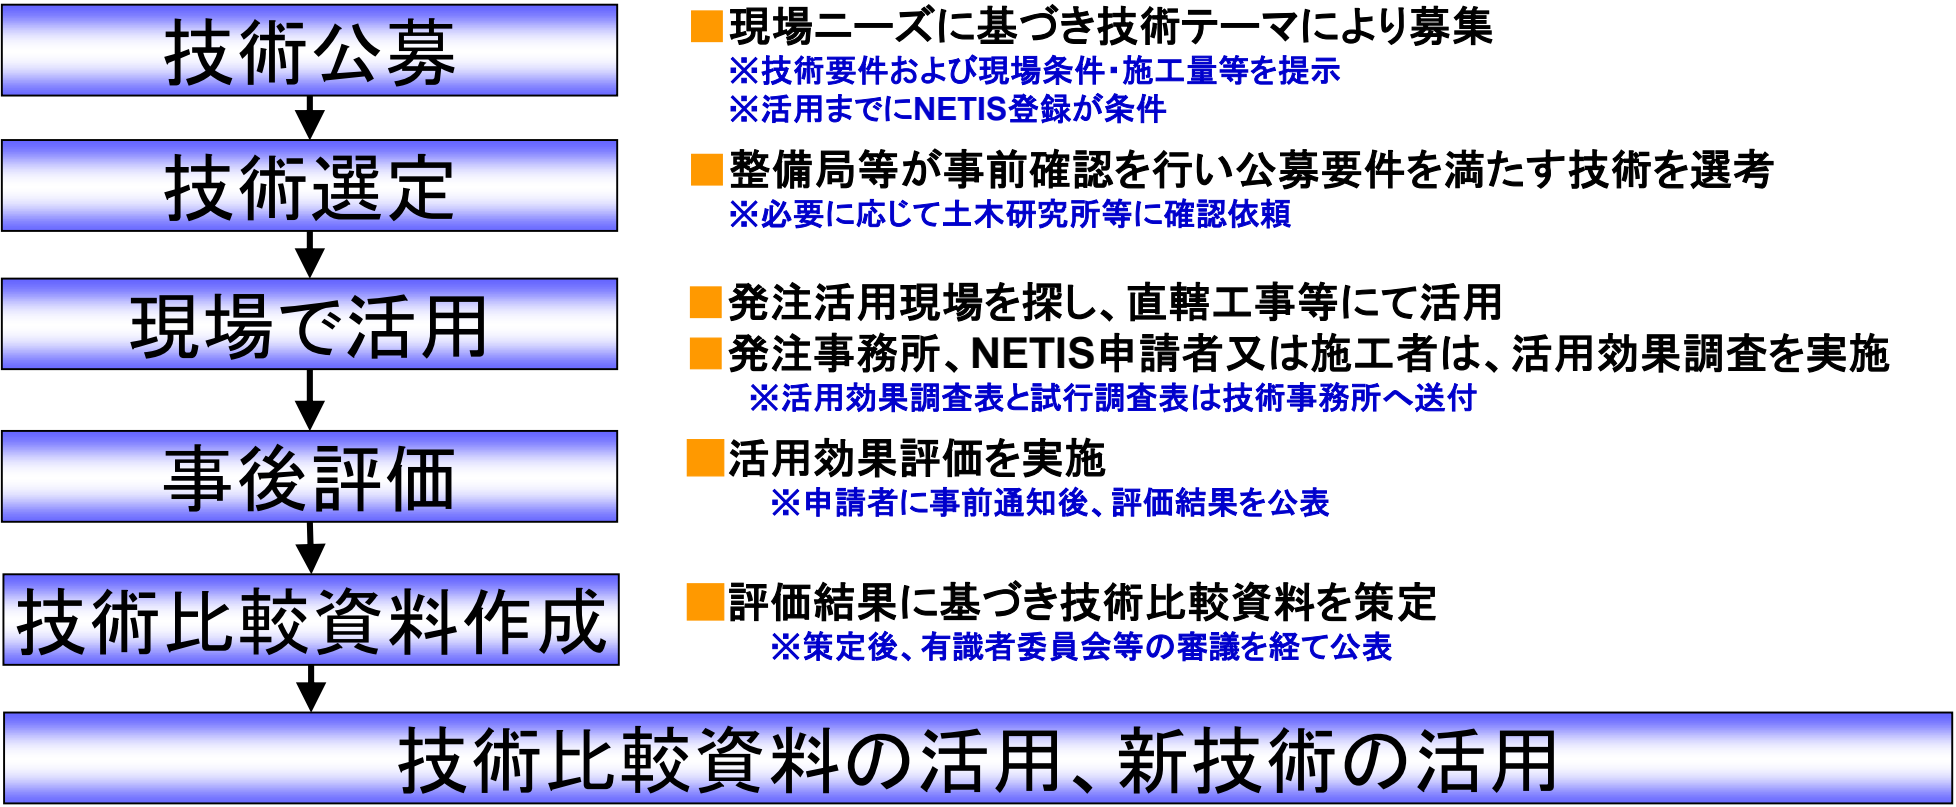 技術公募
■現場ニーズに基づき技術テーマにより募集
※技術要件および現場条件・施工量等を提示
※活用までにNETIS登録が条件
技術選定
■整備局等が事前確認を行い公募要件を満たす技術を選考
※必要に応じて土木研究所等に確認依頼
現場で活用
■発注活用現場を探し、直轄工事等にて活用
■発注事務所、NETIS申請者又は施工者は、活用効果調査を実施
※活用効果調査表と試行調査表は技術事務所へ送付
事後評価
■活用効果評価を実施
※申請者に事前通知後、評価結果を公表
技術比較資料作成
■評価結果に基づき技術比較資料を策定
※策定後、有識者委員会等の審議を経て公表
技術比較資料の活用、新技術の活用